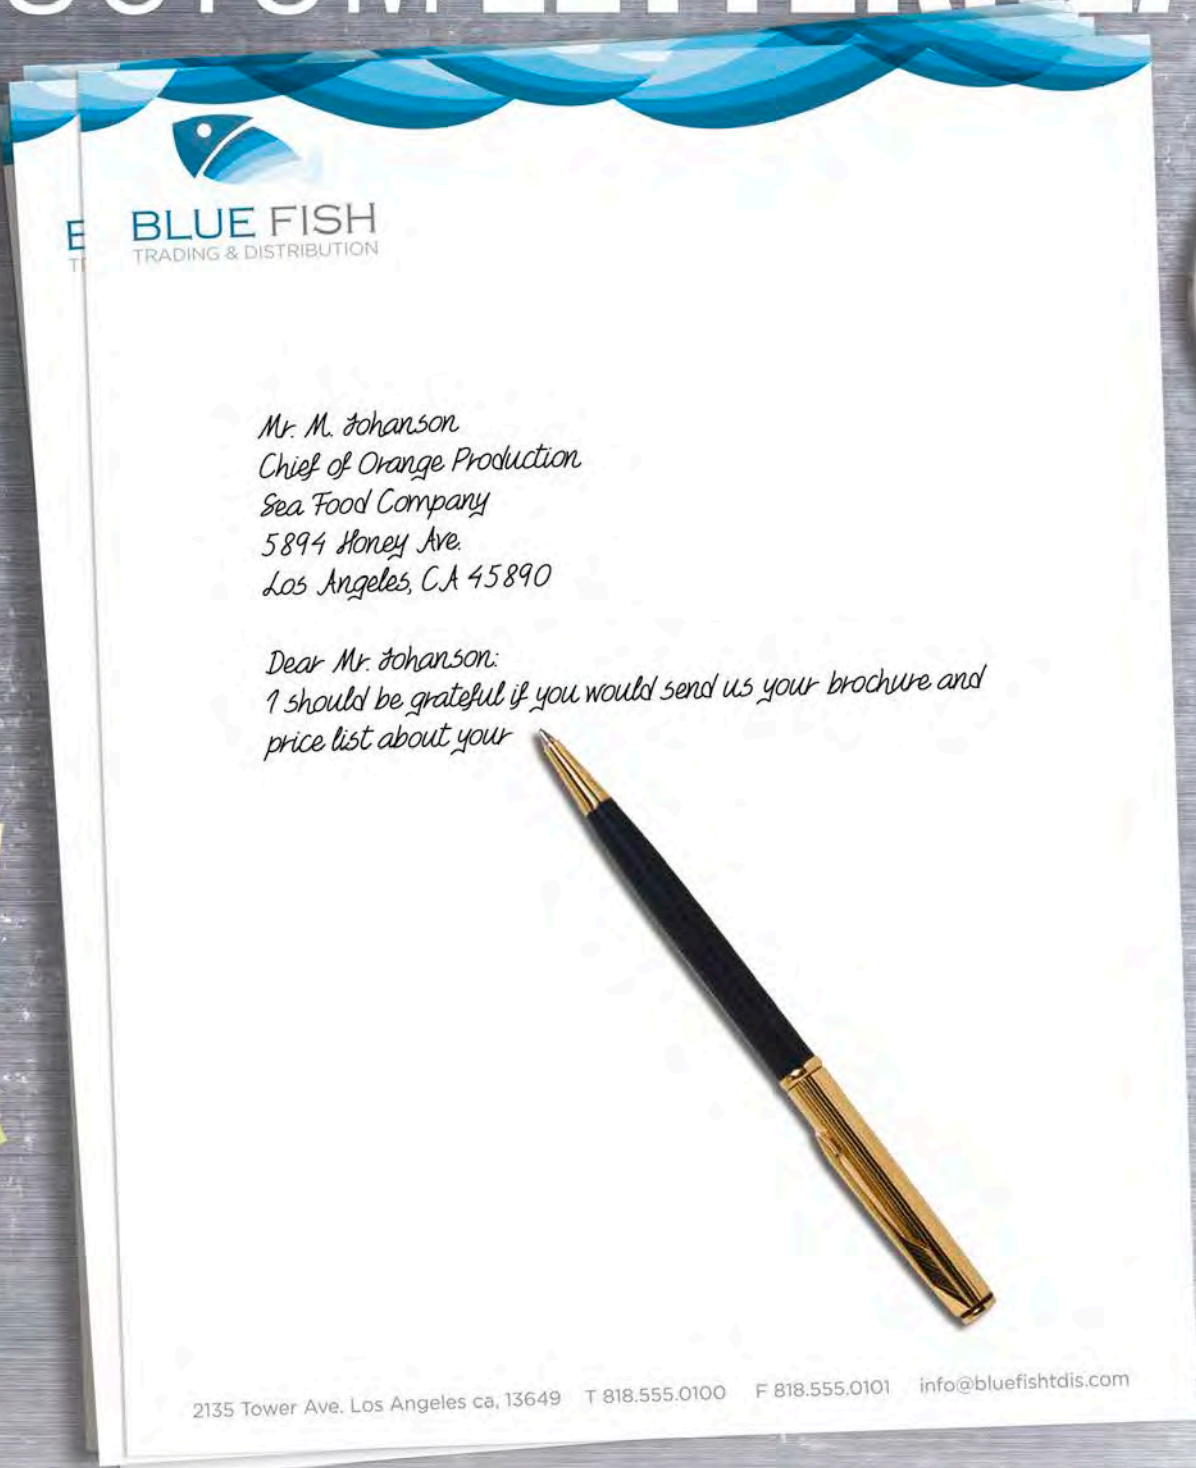 BLUE FISH
TRADING & DISTRIBUTION
Mr. M. Johanson
Chief of Orange Production
Sea Food Company
5894 Honey Ave.
Los Angeles, CA 45890
Dear Mr. Johanson:
I should be grateful if you would send us your brochure and
price list about your
2135 Tower Ave. Los Angeles ca, 13649 T 818.555.0100 F 818.555.0101 info@bluefishtdis.com